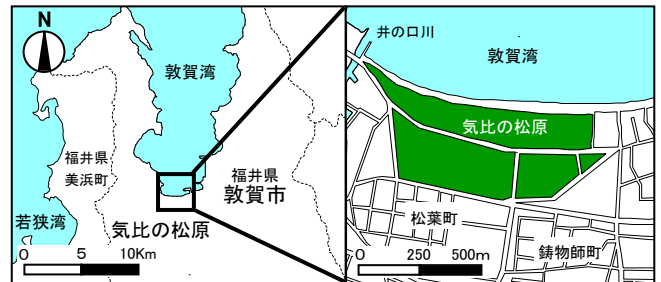 N
敦賀湾
福井県
美浜町
福井県
敦賀市
若狭湾
気比の松原
0 5 10Km
井の口川
敦賀湾
気比の松原
松葉町
鋳物師町
0 250 500m